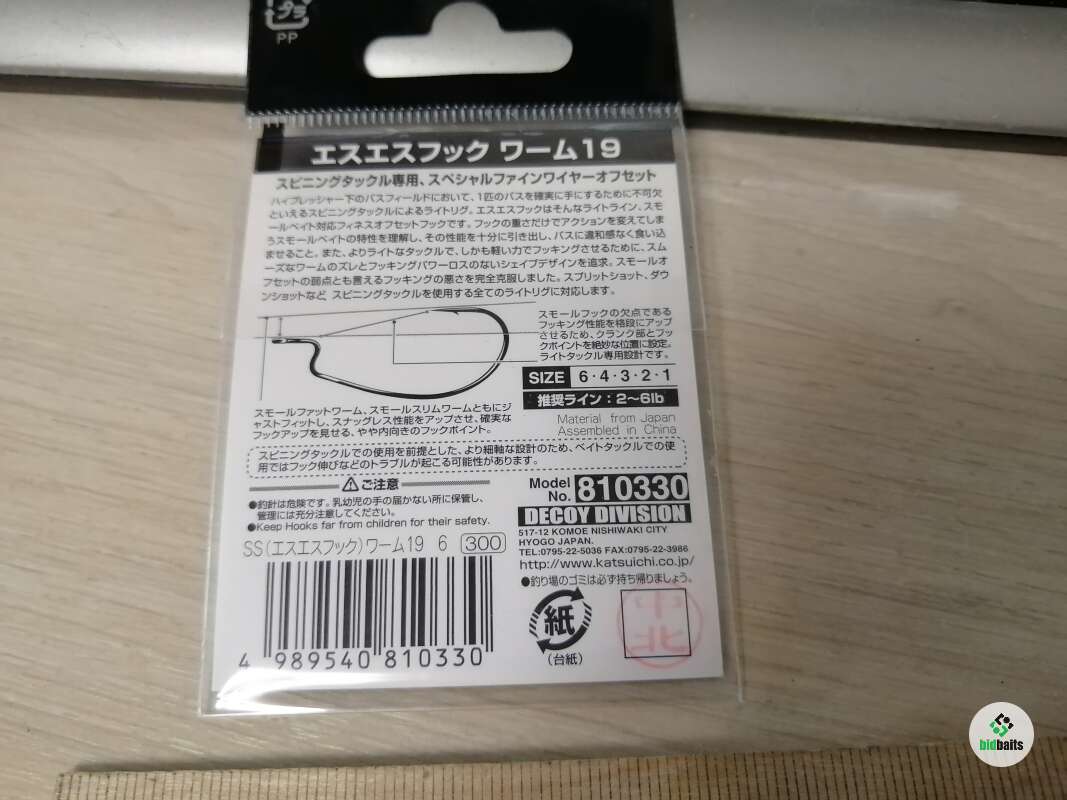 プラ
PP
エスエスフック ワーム19
スピニングタックル専用、スペシャルファインワイヤーオフセット
ハイプレッシャー下のバスフィールドにおいて、1匹のバスを確実に手にするために不可欠
といえるスピニングタックルによるライトリグ。エスエスフックはそんなライトライン、スモ
ールベイト対応フィネスオフセットフックです。フックの重さだけでアクションを変えてしま
うスモールベイトの特性を理解し、その性能を十分に引き出し、バスに違和感なく食い込
ませること。また、よりライトなタックルで、しかも軽い力でフッキングさせるために、スム
ーズなワームのズレとフッキングパワーロスのないシェイプデザインを追求。スモールオ
フセットの弱点とも言えるフッキングの悪さを完全克服しました。スプリットショット、ダウ
ンショットなど スピニングタックルを使用する全てのライトリグに対応します。
スモールフックの欠点である
フッキング性能を格段にアップ
させるため、クランク部とフッ
クポイントを絶妙な位置に設定。
ライトタックル専用設計です。
SIZE 6・4・3・2・1
推奨ライン:2〜6lb
スモールファットワーム、スモールスリムワームともにジ
ャストフィットし、スナッグレス性能をアップさせ、確実な
フックアップを見せる、やや内向きのフックポイント。
Material from Japan
Assembled in China
スピニングタックルでの使用を前提とした、より細軸な設計のため、ベイトタックルでの使
用ではフック伸びなどのトラブルが起こる可能性があります。
⚠ご注意
●釣針は危険です。乳幼児の手の届かない所に保管し、
管理には充分注意してください。
●Keep Hooks far from children for their safety.
Model No. 810330
DECOY DIVISION
517-12 KOMOE NISHIWAKI CITY
HYOGO JAPAN.
TEL:0795-22-5036 FAX:0795-22-3986
http://www.katsuichi.co.jp/
SS(エスエスフック)ワーム19 6 300
●釣り場のゴミは必ず持ち帰りましょう。
紙
(台紙)
4 989540 810330
bidbaits